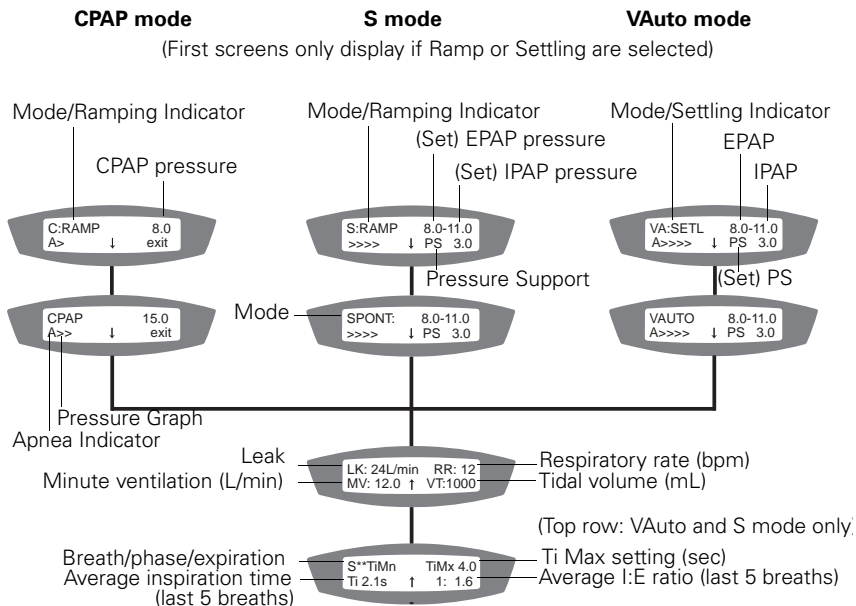 CPAP mode
S mode
VAuto mode
(First screens only display if Ramp or Settling are selected)
Mode/Ramping Indicator
CPAP pressure
C:RAMP 8.0
A> ↓ exit
CPAP 15.0
A>> ↓ exit
Pressure Graph
Apnea Indicator
Mode/Ramping Indicator
(Set) EPAP pressure
(Set) IPAP pressure
S:RAMP 8.0-11.0
>>>> ↓ PS 3.0
Pressure Support
Mode
SPONT: 8.0-11.0
>>>> ↓ PS 3.0
Mode/Settling Indicator
EPAP
IPAP
VA:SETL 8.0-11.0
A>>>> ↓ PS 3.0
(Set) PS
VAUTO 8.0-11.0
A>>>> ↓ PS 3.0
Leak
Minute ventilation (L/min)
LK: 24L/min RR: 12
MV: 12.0 ↑ VT:1000
Respiratory rate (bpm)
Tidal volume (mL)
(Top row: VAuto and S mode only)
Breath/phase/expiration
Average inspiration time
(last 5 breaths)
S**TiMn TiMx 4.0
Ti 2.1s ↑ 1: 1.6
Ti Max setting (sec)
Average I:E ratio (last 5 breaths)